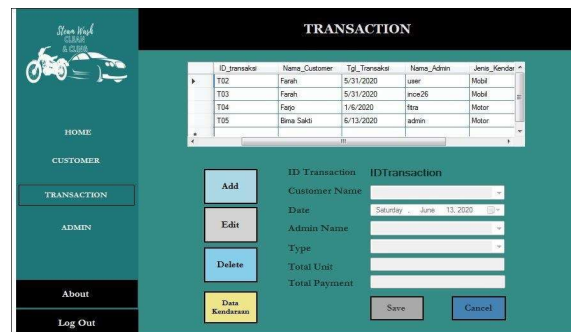 Steam Wash
CLEAN
& CLING
HOME
CUSTOMER
TRANSACTION
ADMIN
About
Log Out
TRANSACTION
ID_transaksi Nama_Customer Tgl_Transaksi Nama_Admin Jenis_Kendar
T02 Farah 5/31/2020 user Mobil
T03 Farah 5/31/2020 ince26 Mobil
T04 Farjo 1/6/2020 fitra Motor
T05 Bima Sakti 6/13/2020 admin Motor
Add
Edit
Delete
Data
Kendaraan
ID Transaction IDTransaction
Customer Name
Date Saturday , June 13, 2020
Admin Name
Type
Total Unit
Total Payment
Save Cancel